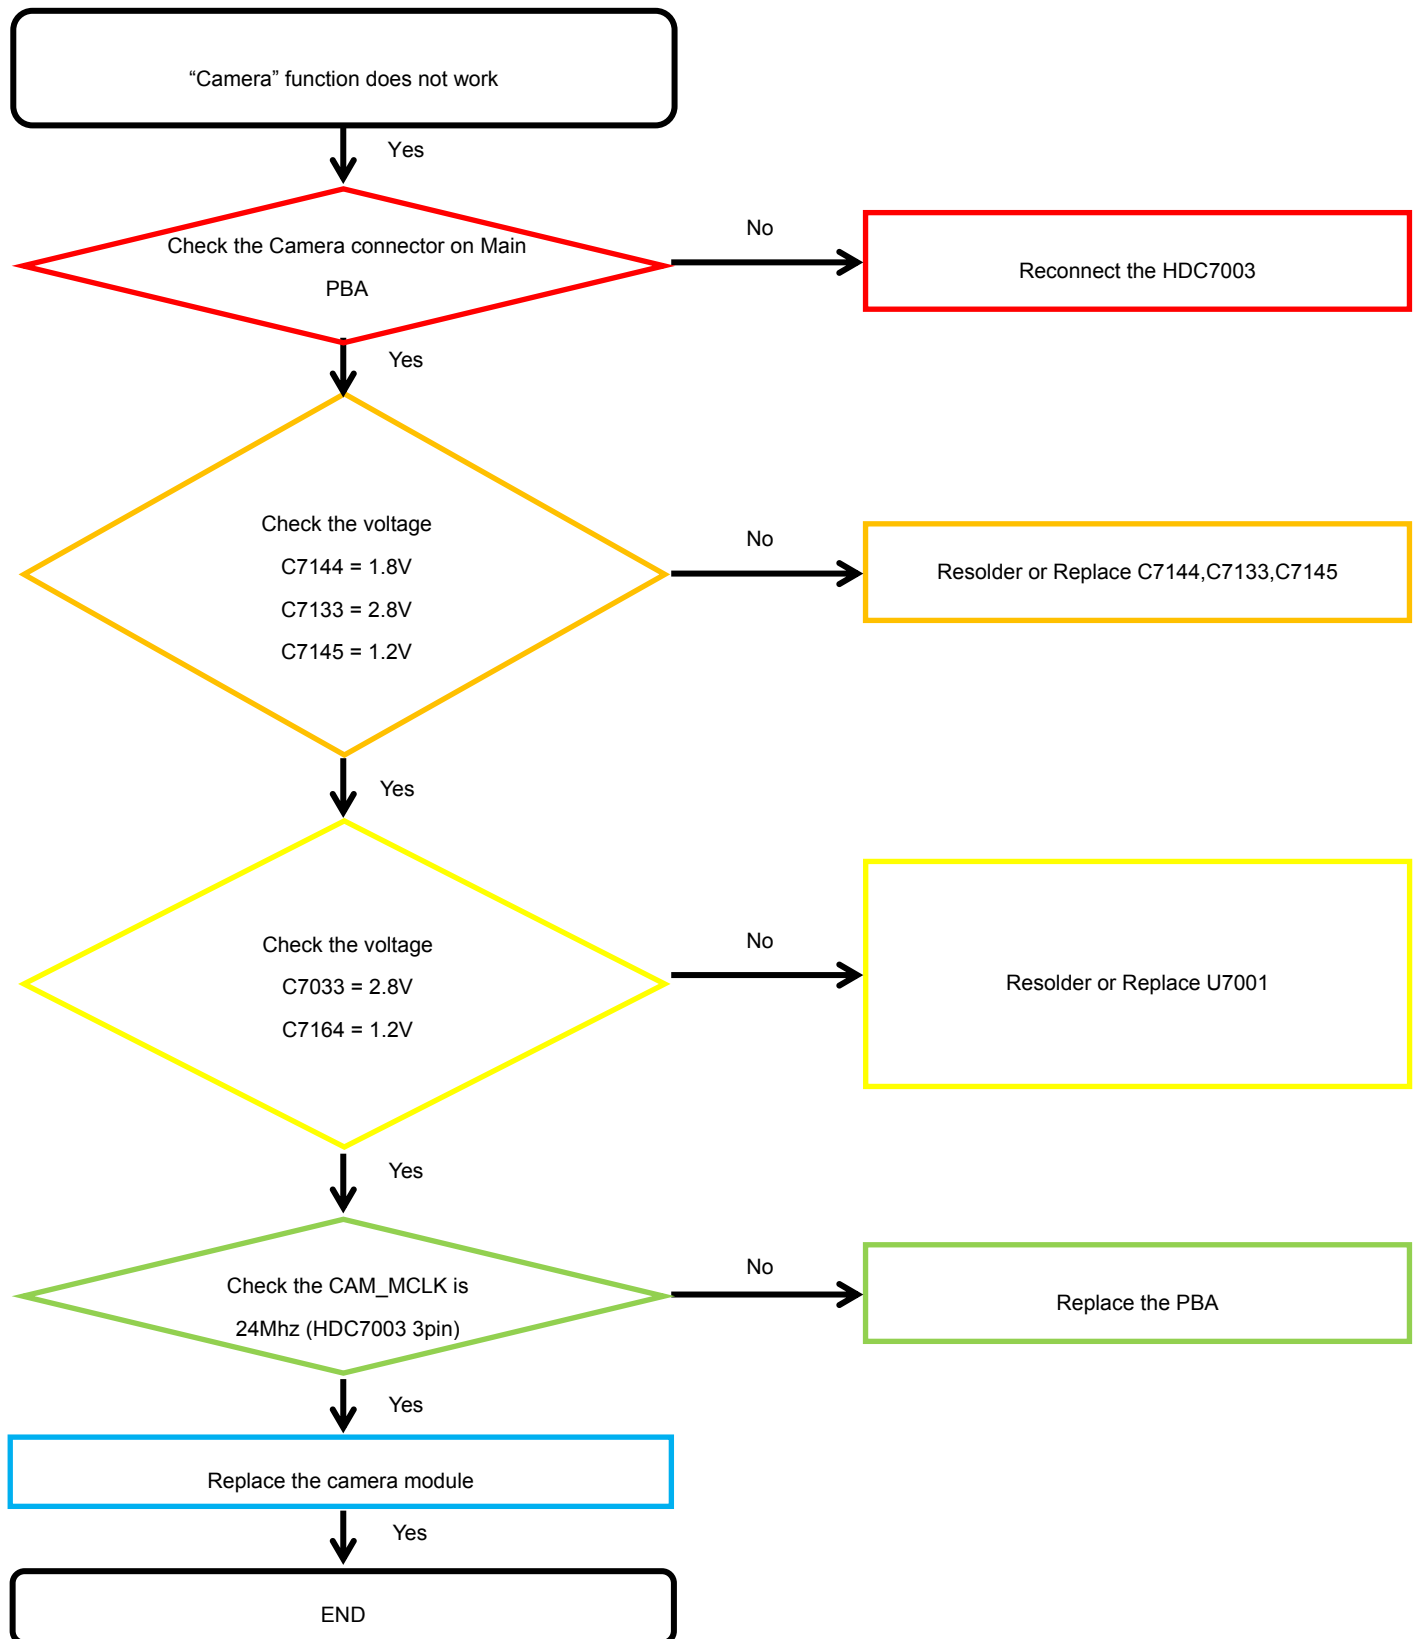 “Camera” function does not work
Yes
Check the Camera connector on Main
PBA
No
Reconnect the HDC7003
Yes
Check the voltage
C7144 = 1.8V
C7133 = 2.8V
C7145 = 1.2V
No
Resolder or Replace C7144,C7133,C7145
Yes
Check the voltage
C7033 = 2.8V
C7164 = 1.2V
No
Resolder or Replace U7001
Yes
Check the CAM_MCLK is
24Mhz (HDC7003 3pin)
No
Replace the PBA
Yes
Replace the camera module
Yes
END